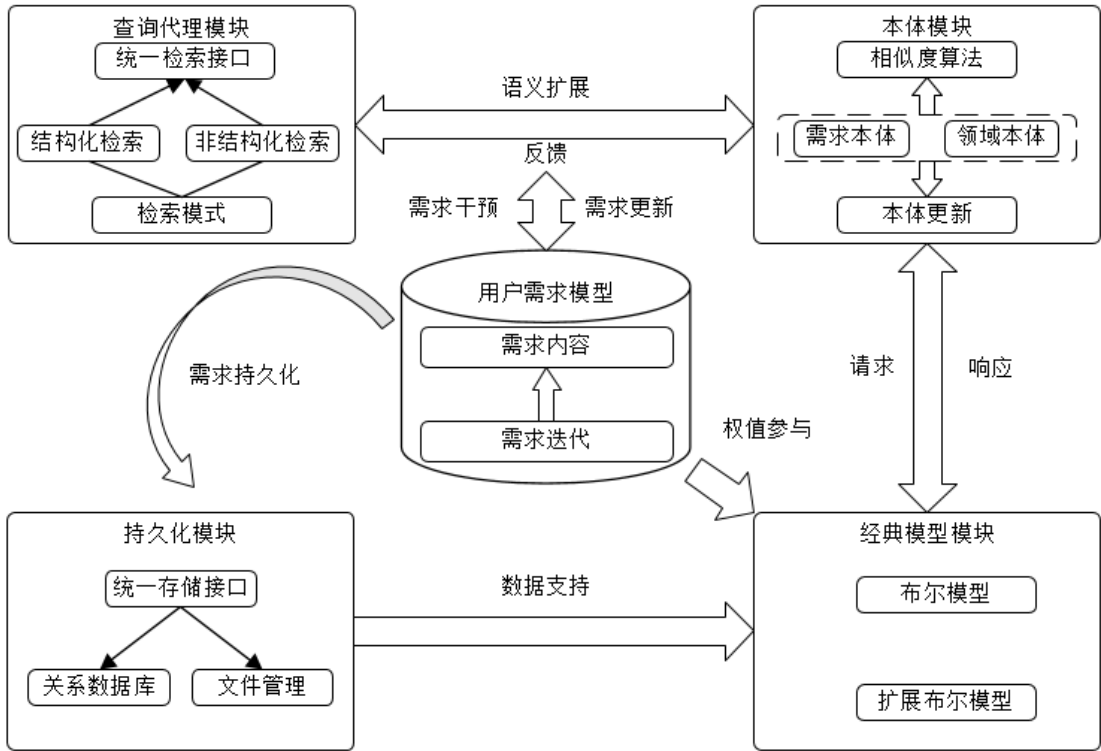 查询代理模块
统一检索接口
结构化检索
非结构化检索
检索模式
语义扩展
反馈
本体模块
相似度算法
需求本体
领域本体
本体更新
需求干预
需求更新
用户需求模型
需求内容
需求迭代
需求持久化
权值参与
请求
响应
持久化模块
统一存储接口
关系数据库
文件管理
数据支持
经典模型模块
布尔模型
扩展布尔模型